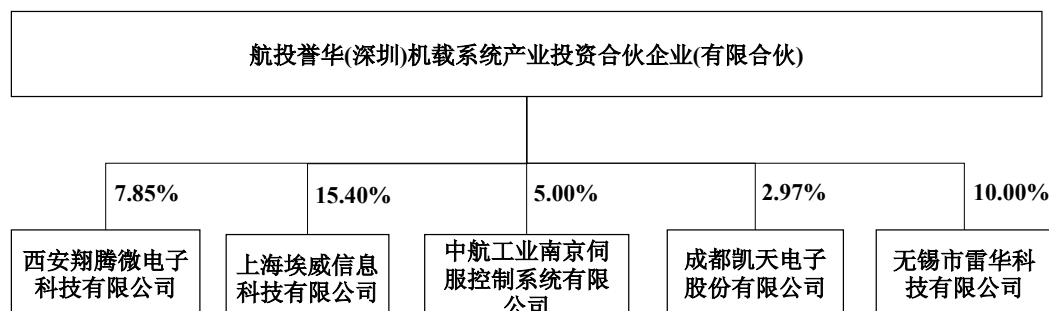 航投誉华(深圳)机载系统产业投资合伙企业(有限合伙)
7.85%
15.40%
5.00%
2.97%
10.00%
西安翔腾微电子
科技有限公司
上海埃威信息
科技有限公司
中航工业南京伺
服控制系统有限
公司
成都凯天电子
股份有限公司
无锡市雷华科
技有限公司